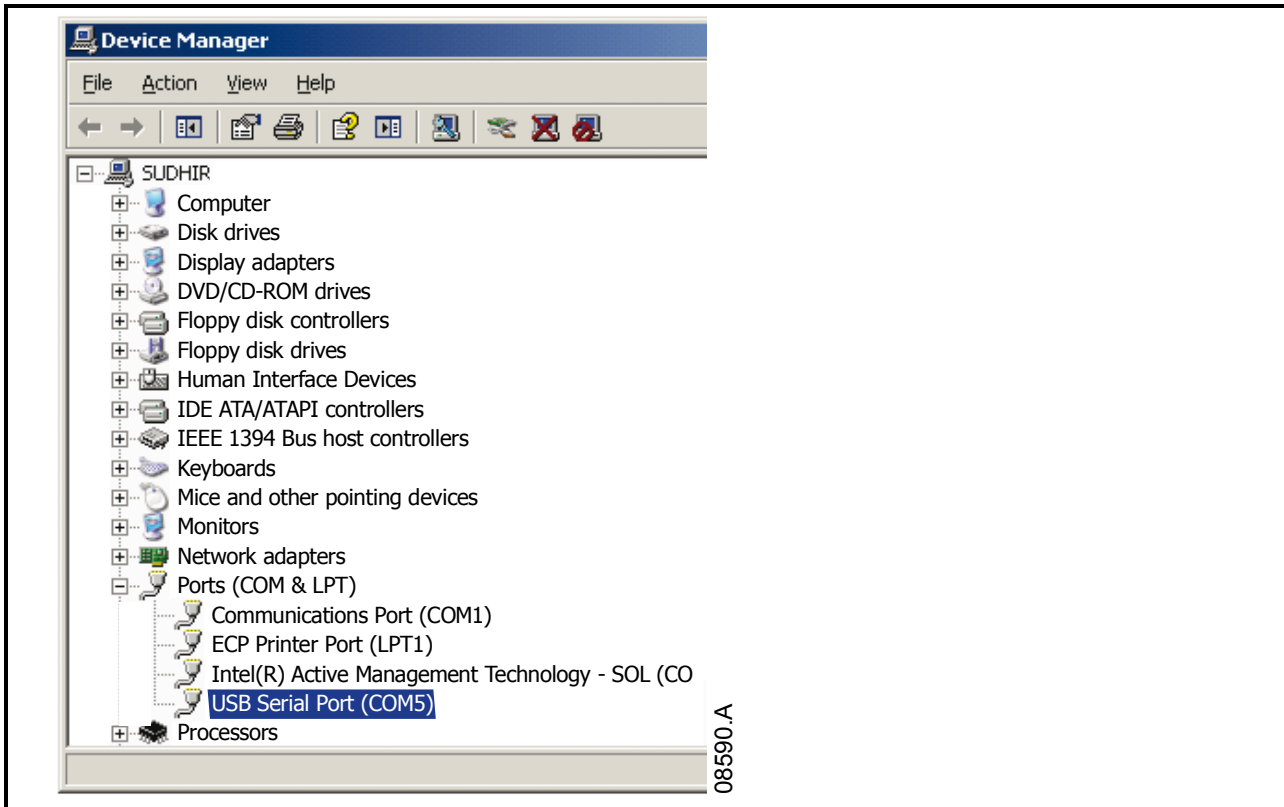 Device Manager
File Action View Help
SUDHIR
Computer
Disk drives
Display adapters
DVD/CD-ROM drives
Floppy disk controllers
Floppy disk drives
Human Interface Devices
IDE ATA/ATAPI controllers
IEEE 1394 Bus host controllers
Keyboards
Mice and other pointing devices
Monitors
Network adapters
Ports (COM & LPT)
Communications Port (COM1)
ECP Printer Port (LPT1)
Intel(R) Active Management Technology - SOL (CO
USB Serial Port (COM5)
Processors
08590.A